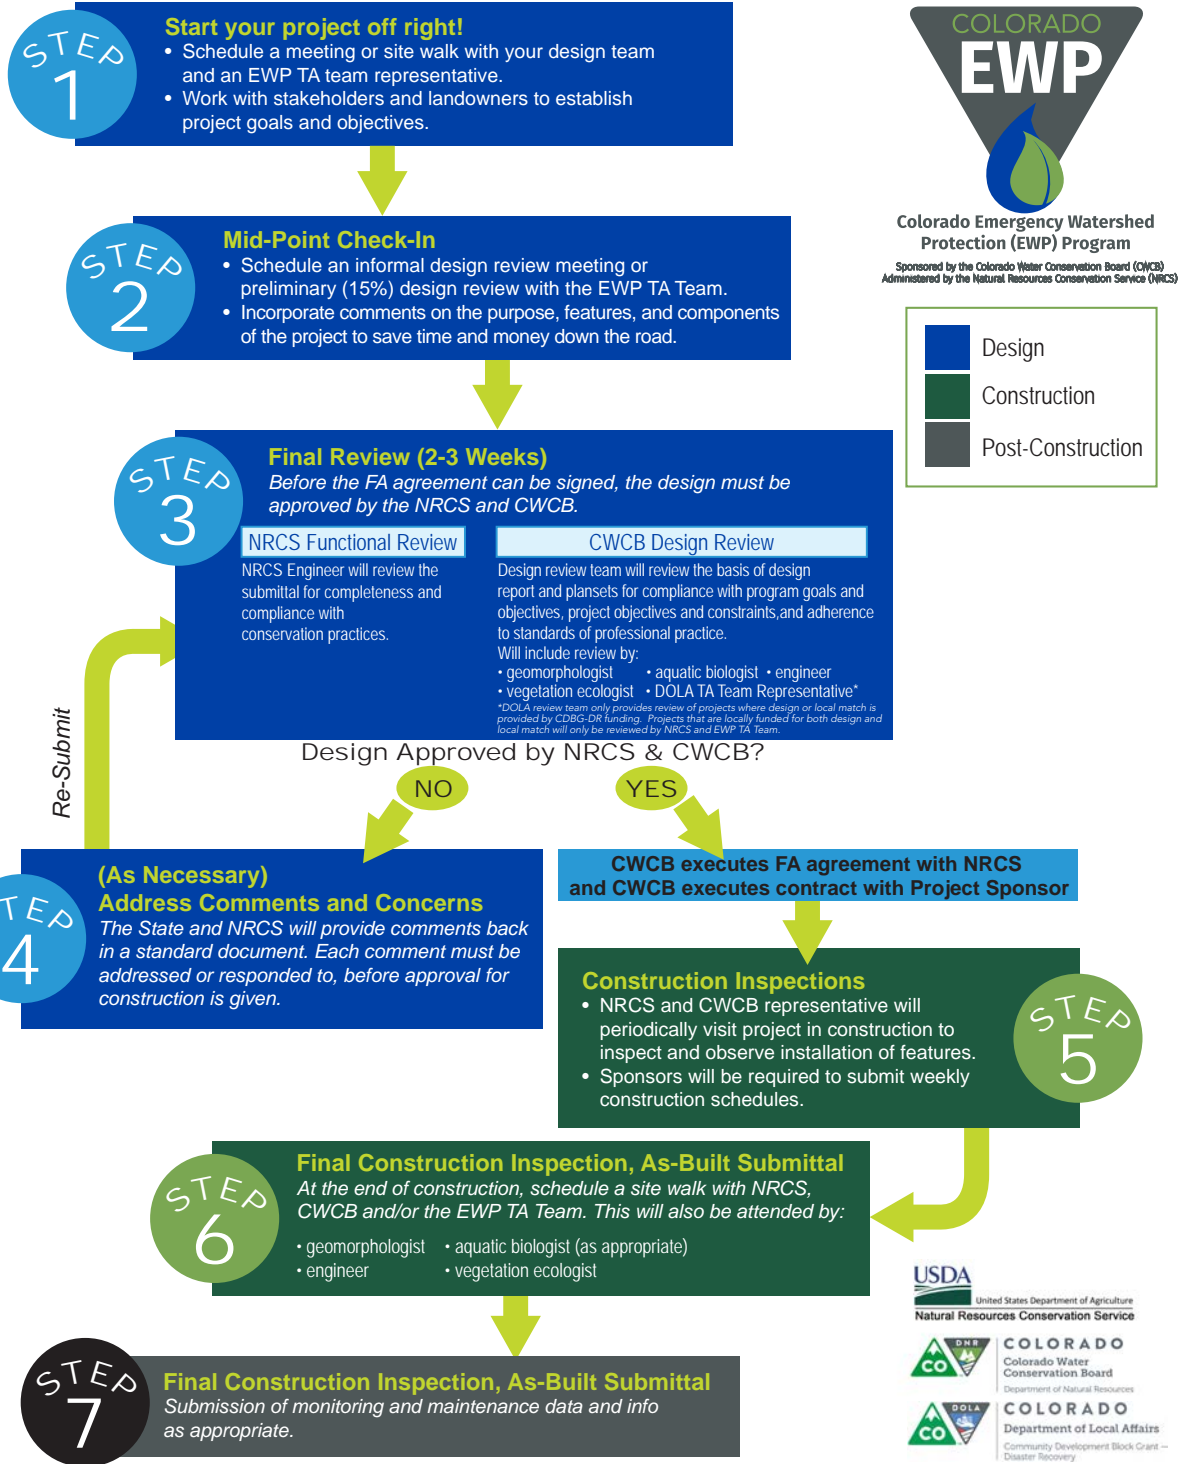 STEP 1
Start your project off right!
• Schedule a meeting or site walk with your design team
and an EWP TA team representative.
• Work with stakeholders and landowners to establish
project goals and objectives.
COLORADO
EWP
Colorado Emergency Watershed
Protection (EWP) Program
Sponsored by the Colorado Water Conservation Board (CWCB)
Administered by the Natural Resources Conservation Service (NRCS)
STEP 2
Mid-Point Check-In
• Schedule an informal design review meeting or
preliminary (15%) design review with the EWP TA Team.
• Incorporate comments on the purpose, features, and components
of the project to save time and money down the road.
Design
Construction
Post-Construction
STEP 3
Final Review (2-3 Weeks)
Before the FA agreement can be signed, the design must be
approved by the NRCS and CWCB.
NRCS Functional Review
NRCS Engineer will review the
submittal for completeness and
compliance with
conservation practices.
CWCB Design Review
Design review team will review the basis of design
report and plansets for compliance with program goals and
objectives, project objectives and constraints,and adherence
to standards of professional practice.
Will include review by:
• geomorphologist • aquatic biologist • engineer
• vegetation ecologist • DOLA TA Team Representative*
*DOLA review team only provides review of projects where design or local match is
provided by CDBG-DR funding. Projects that are locally funded for both design and
local match will only be reviewed by NRCS and EWP TA Team.
Re-Submit
Design Approved by NRCS & CWCB?
NO
YES
STEP 4
(As Necessary)
Address Comments and Concerns
The State and NRCS will provide comments back
in a standard document. Each comment must be
addressed or responded to, before approval for
construction is given.
CWCB executes FA agreement with NRCS
and CWCB executes contract with Project Sponsor
Construction Inspections
• NRCS and CWCB representative will
periodically visit project in construction to
inspect and observe installation of features.
• Sponsors will be required to submit weekly
construction schedules.
STEP 5
STEP 6
Final Construction Inspection, As-Built Submittal
At the end of construction, schedule a site walk with NRCS,
CWCB and/or the EWP TA Team. This will also be attended by:
• geomorphologist • aquatic biologist (as appropriate)
• engineer • vegetation ecologist
STEP 7
Final Construction Inspection, As-Built Submittal
Submission of monitoring and maintenance data and info
as appropriate.
USDA
United States Department of Agriculture
Natural Resources Conservation Service
CO
DNR
COLORADO
Colorado Water
Conservation Board
Department of Natural Resources
CO
DOLA
COLORADO
Department of Local Affairs
Community Development Block Grant —
Disaster Recovery